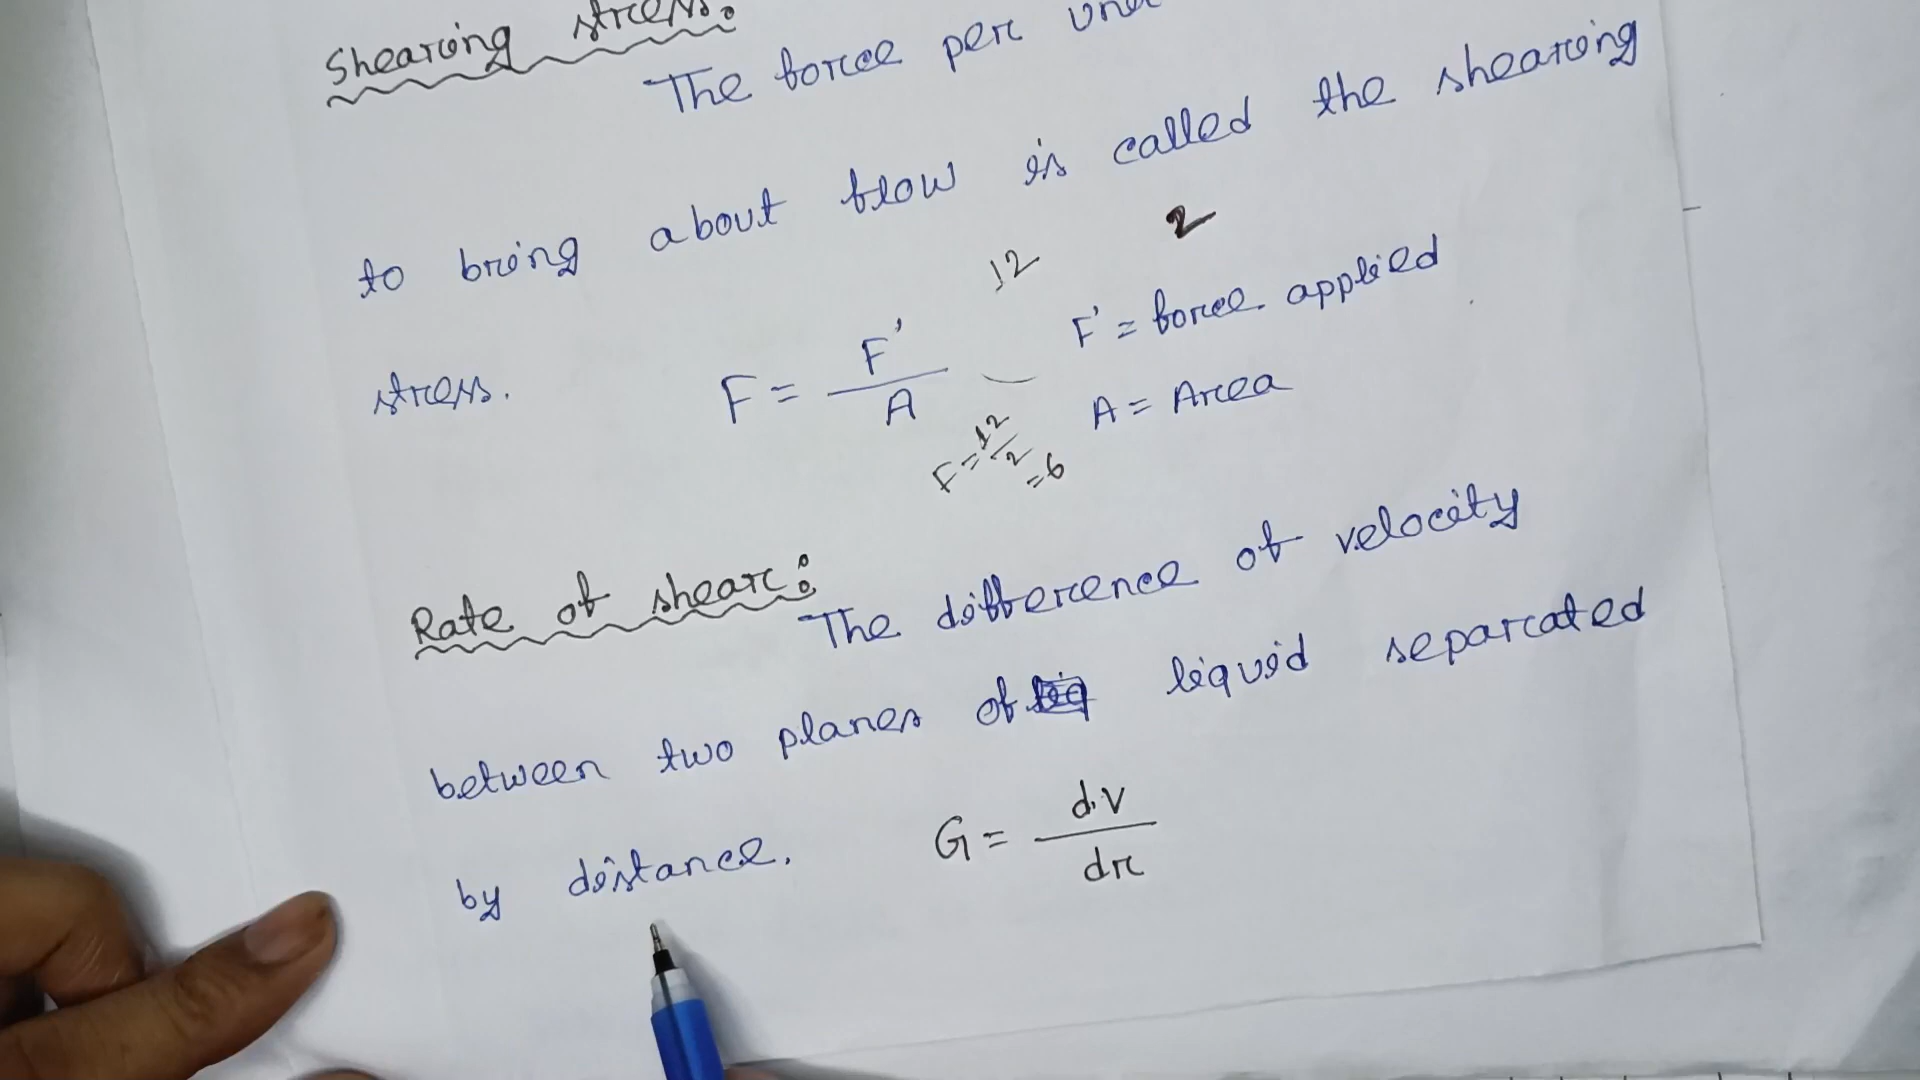 Shearing stress:
The force per
to bring about flow is called the shearing
12 2
stress. F = F' / A F' = force applied
A = Area
F = 12/2 = 6
Rate of shear:
The difference of velocity
between two planes of liquid separated
by distance. G = dv / dr